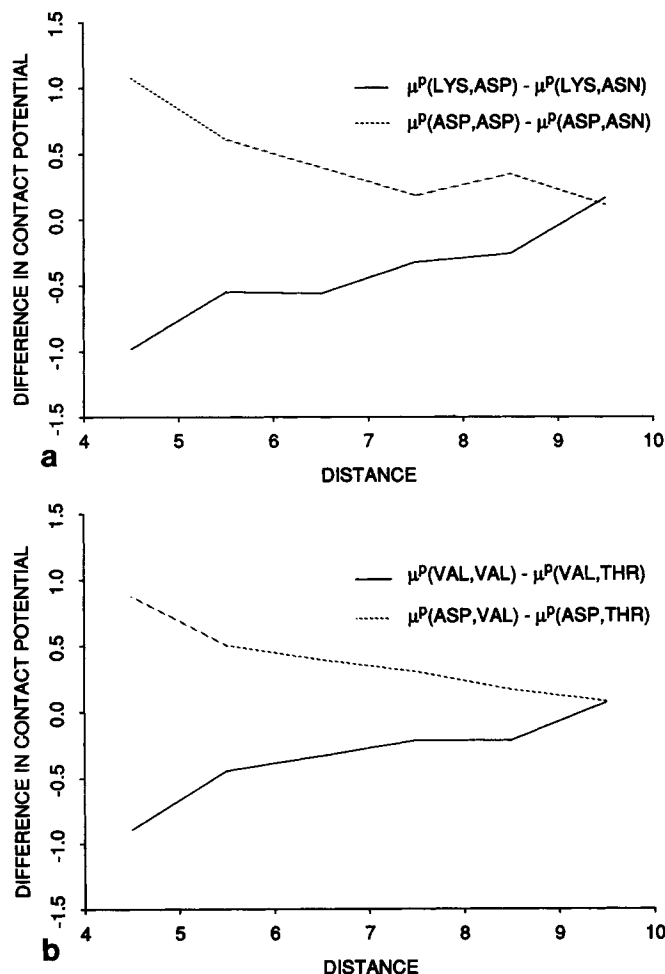 DIFFERENCE IN CONTACT POTENTIAL
1.5
1.0
0.5
0.0
-0.5
-1.0
-1.5
μᵖ(LYS,ASP) - μᵖ(LYS,ASN)
μᵖ(ASP,ASP) - μᵖ(ASP,ASN)
4 5 6 7 8 9 10
a
DISTANCE
DIFFERENCE IN CONTACT POTENTIAL
1.5
1.0
0.5
0.0
-0.5
-1.0
-1.5
μᵖ(VAL,VAL) - μᵖ(VAL,THR)
μᵖ(ASP,VAL) - μᵖ(ASP,THR)
4 5 6 7 8 9 10
b
DISTANCE